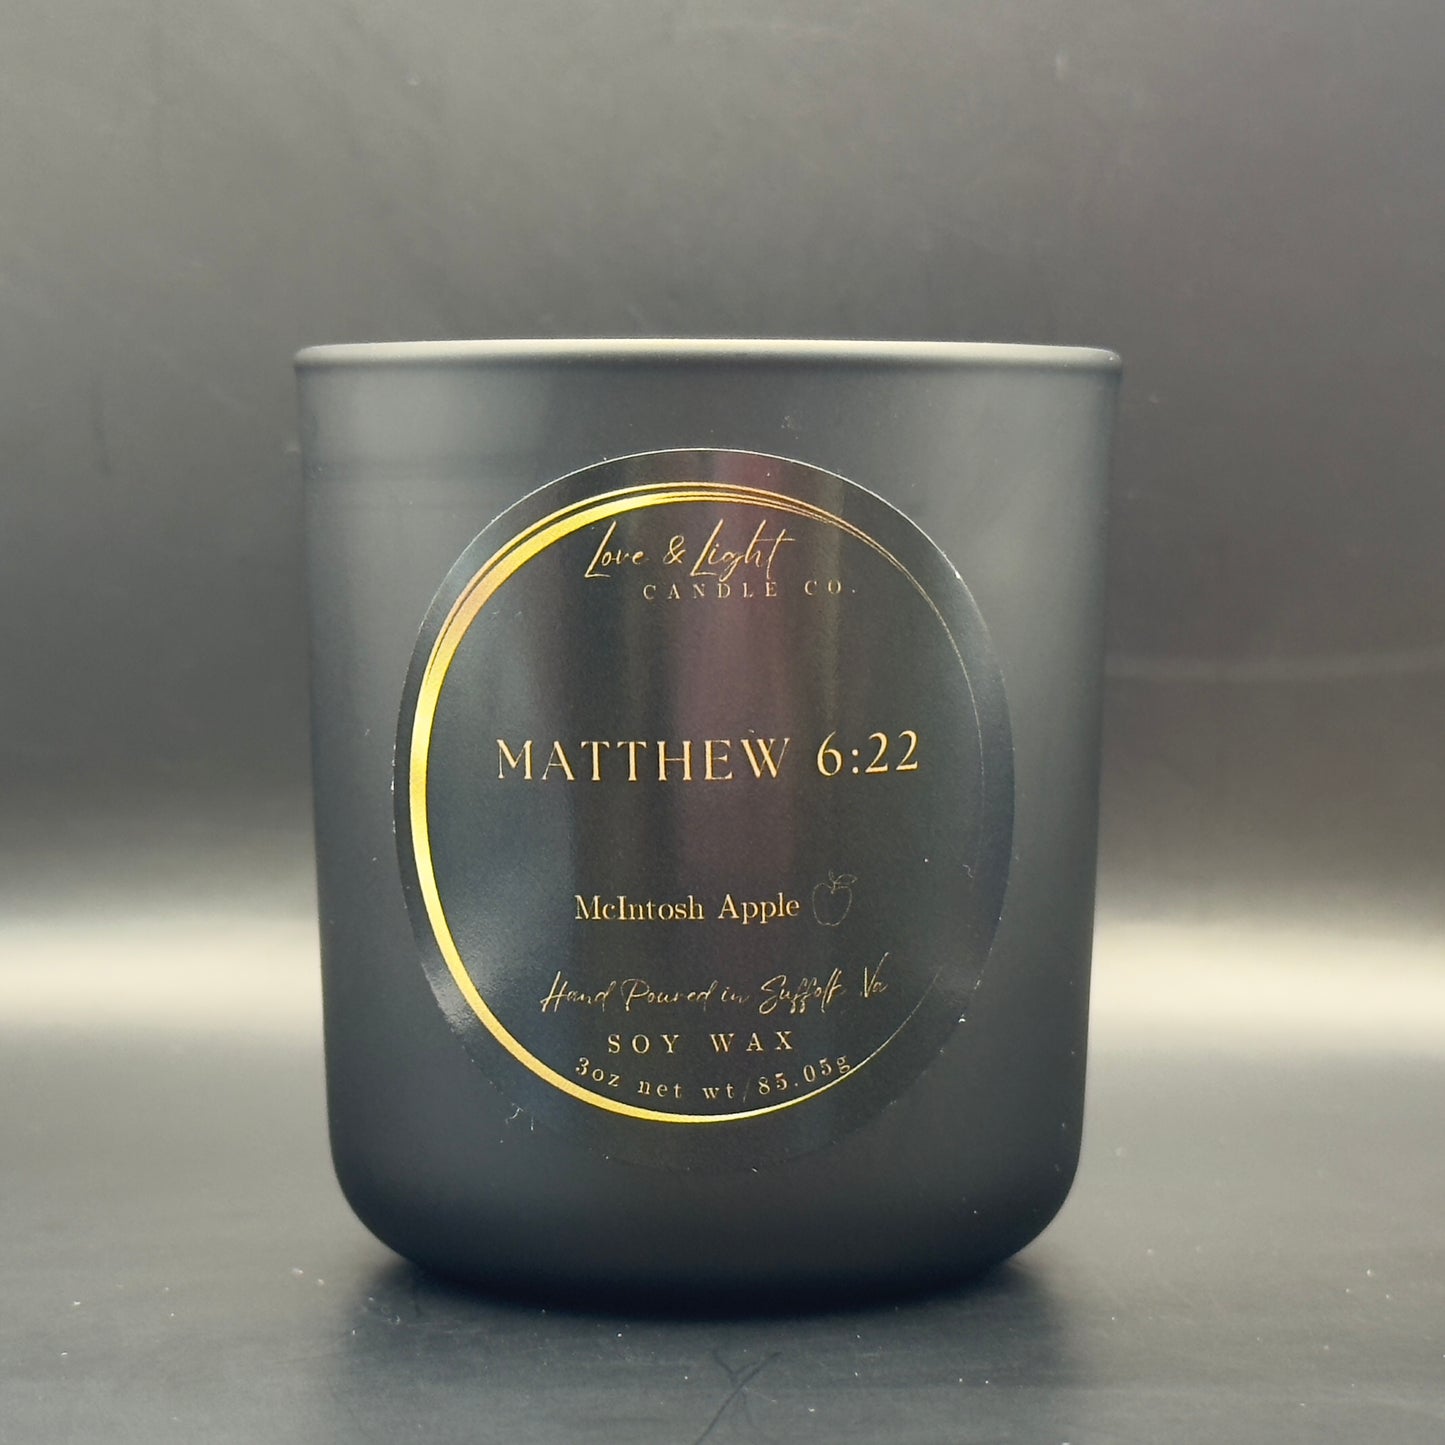 Love & Light
CANDLE CO.
MATTHEW 6:22
McIntosh Apple
Hand Poured in Suffolk Va
SOY WAX
3oz net wt/85.05g